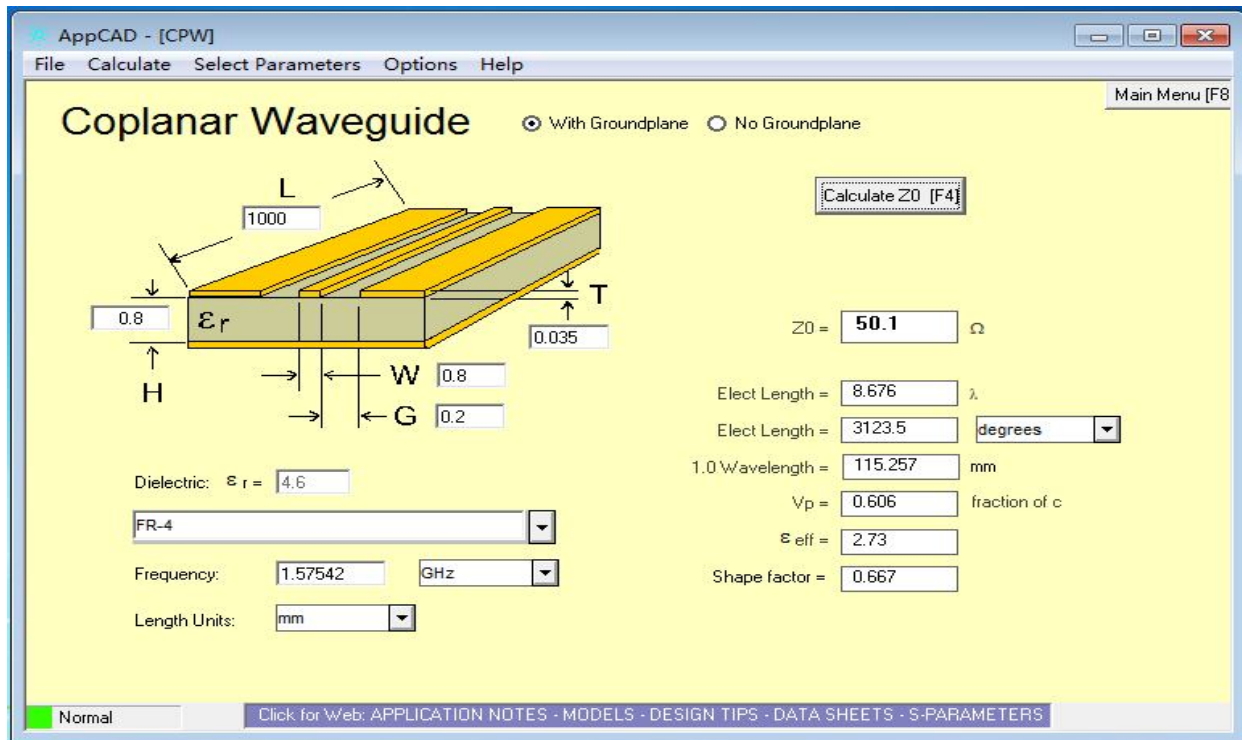 AppCAD - [CPW]
File Calculate Select Parameters Options Help
Main Menu [F8
Coplanar Waveguide
With Groundplane No Groundplane
Calculate Z0 [F4]
L
1000
T
0.035
0.8
εr
H
W 0.8
G 0.2
Z0 = 50.1 Ω
Elect Length = 8.676 λ
Elect Length = 3123.5 degrees
1.0 Wavelength = 115.257 mm
Vp = 0.606 fraction of c
ε eff = 2.73
Shape factor = 0.667
Dielectric: ε r = 4.6
FR-4
Frequency: 1.57542 GHz
Length Units: mm
Normal
Click for Web: APPLICATION NOTES - MODELS - DESIGN TIPS - DATA SHEETS - S-PARAMETERS